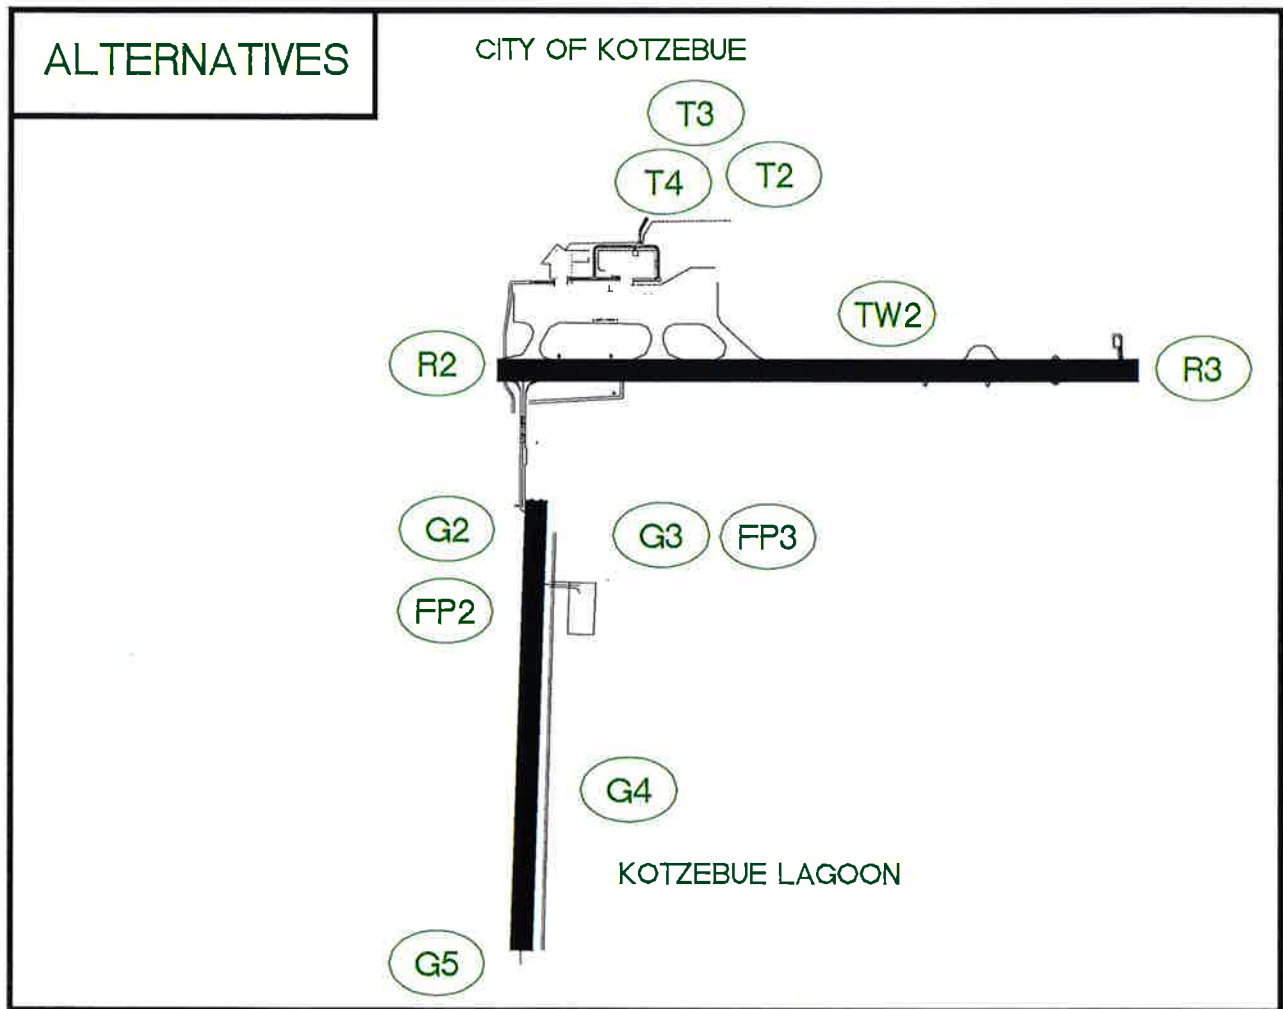 ALTERNATIVES
CITY OF KOTZEBUE
T3
T4
T2
TW2
R2
R3
G2
G3
FP3
FP2
G4
KOTZEBUE LAGOON
G5